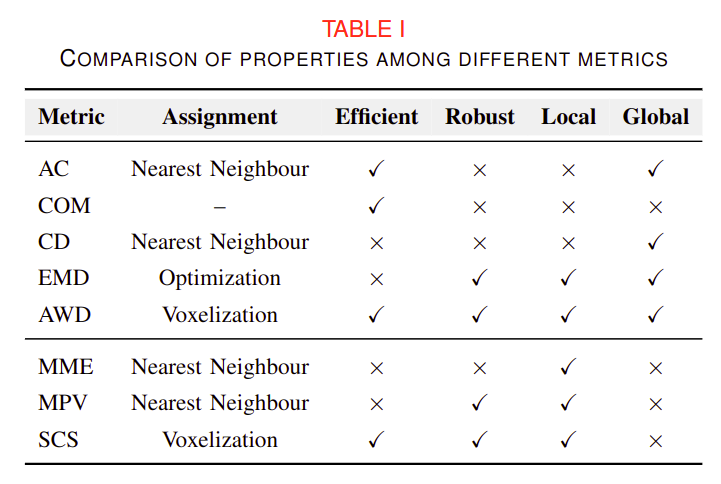 TABLE I
COMPARISON OF PROPERTIES AMONG DIFFERENT METRICS
Metric Assignment Efficient Robust Local Global
AC Nearest Neighbour ✓ × × ✓
COM – ✓ × × ×
CD Nearest Neighbour × × × ✓
EMD Optimization × ✓ ✓ ✓
AWD Voxelization ✓ ✓ ✓ ✓
MME Nearest Neighbour × × ✓ ×
MPV Nearest Neighbour × ✓ ✓ ×
SCS Voxelization ✓ ✓ ✓ ×